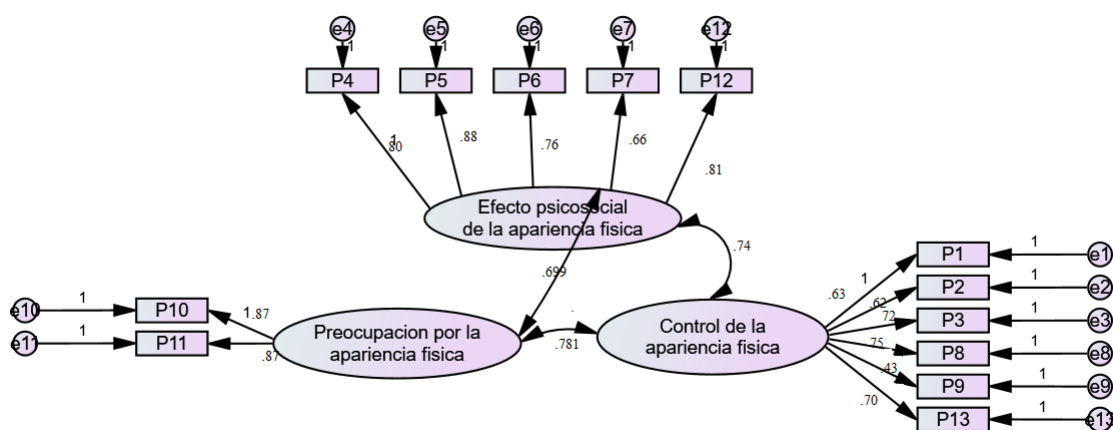 e4 e5 e6 e7 e12
1 1 1 1 1
P4 P5 P6 P7 P12
1
.80 .88 .76 .66 .81
Efecto psicosocial
de la apariencia fisica
.74
.699
e10 1 P10
1 .87
e11 1 P11
.87
Preocupacion por la
apariencia fisica
.781
Control de la
apariencia fisica
1
.63 P1 1 e1
.62 P2 1 e2
.72 P3 1 e3
.75 P8 1 e8
.43 P9 1 e9
.70 P13 1 e13